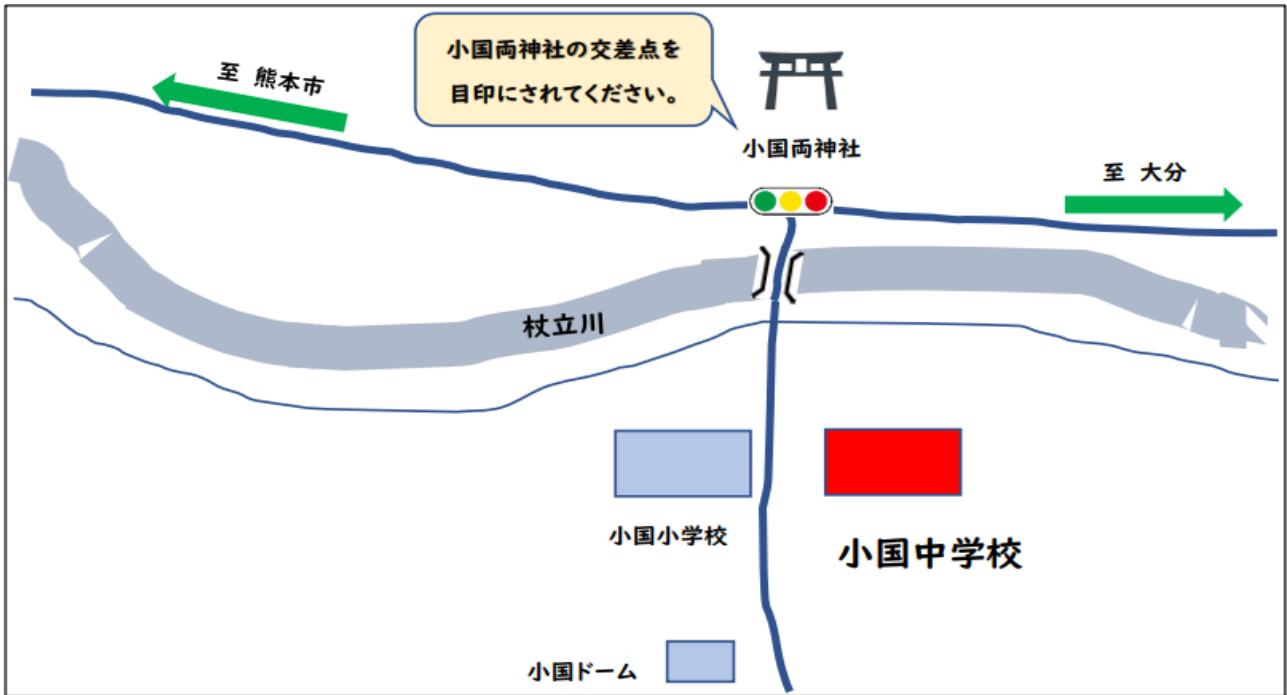 小国両神社の交差点を
目印にされてください。
至 熊本市
小国両神社
至 大分
杖立川
小国小学校
小国中学校
小国ドーム